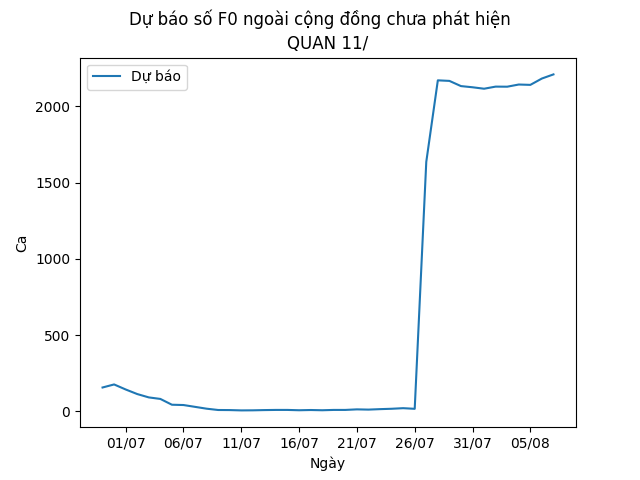 Dự báo số F0 ngoài cộng đồng chưa phát hiện
QUAN 11/
Dự báo
2000
1500
1000
500
0
Ca
01/07 06/07 11/07 16/07 21/07 26/07 31/07 05/08
Ngày